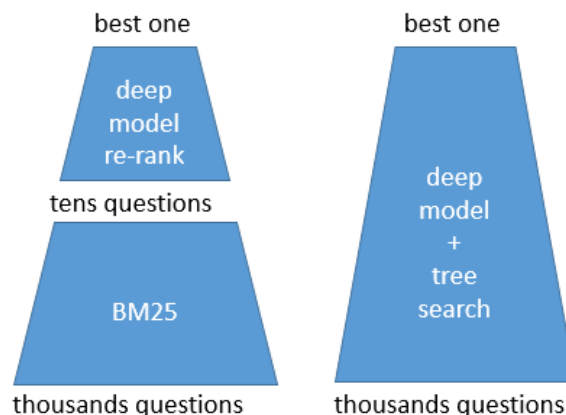 best one
deep
model
re-rank
tens questions
BM25
thousands questions
best one
deep
model
+
tree
search
thousands questions